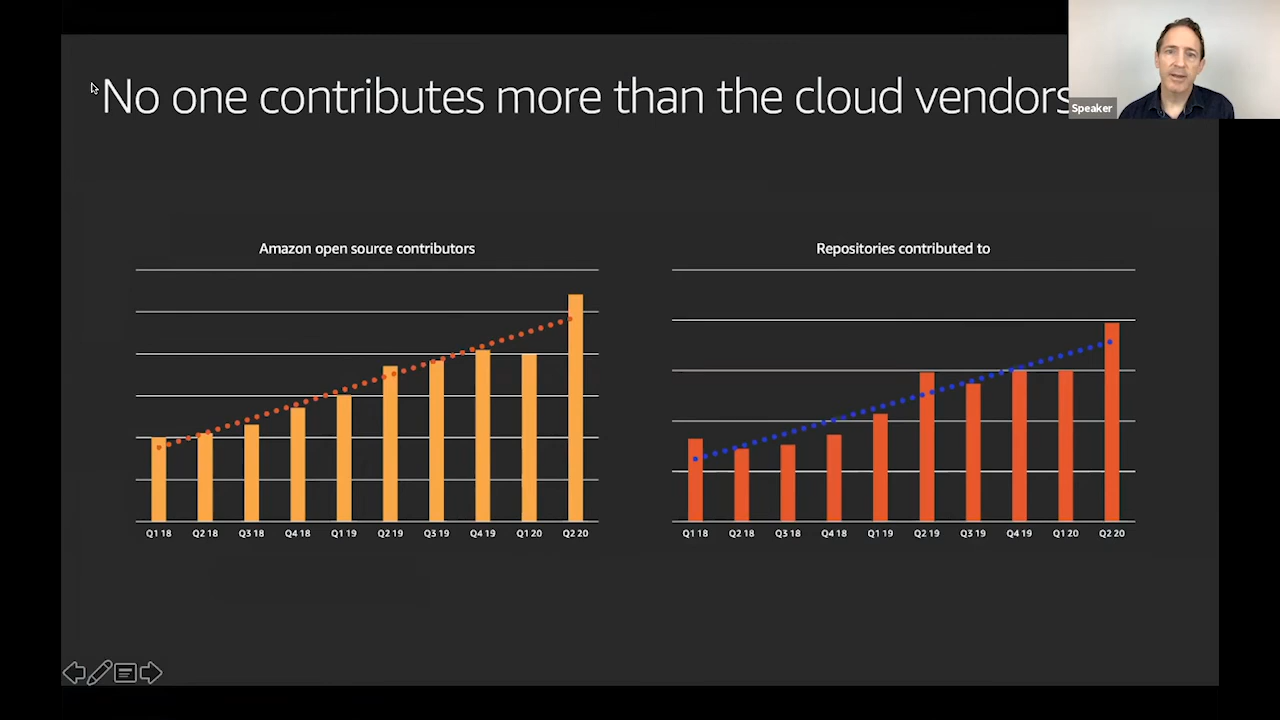 No one contributes more than the cloud vendors
Speaker
Amazon open source contributors
Q1 18 Q2 18 Q3 18 Q4 18 Q1 19 Q2 19 Q3 19 Q4 19 Q1 20 Q2 20
Repositories contributed to
Q1 18 Q2 18 Q3 18 Q4 18 Q1 19 Q2 19 Q3 19 Q4 19 Q1 20 Q2 20